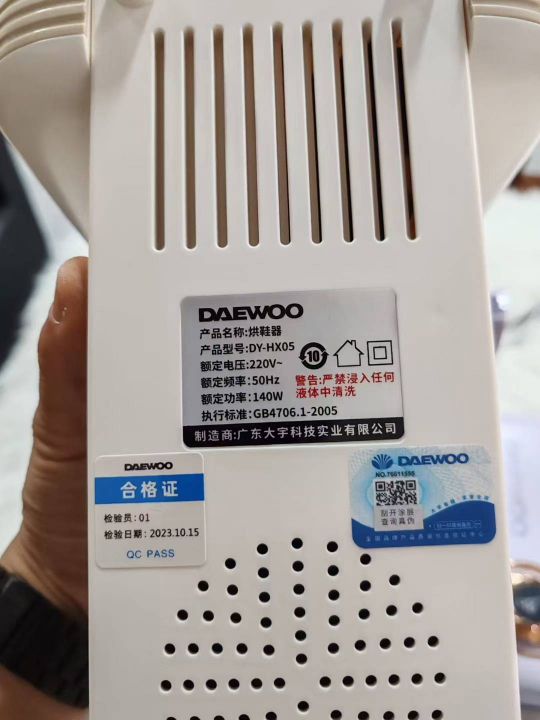 DAEWOO
产品名称:烘鞋器
产品型号:DY-HX05
额定电压:220V~
额定频率:50Hz
额定功率:140W
执行标准:GB4706.1-2005
10
警告:严禁浸入任何
液体中清洗
制造商:广东大宇科技实业有限公司
DAEWOO
合格证
检验员: 01
检验日期: 2023.10.15
QC PASS
DAEWOO
刮开涂层
查询真伪